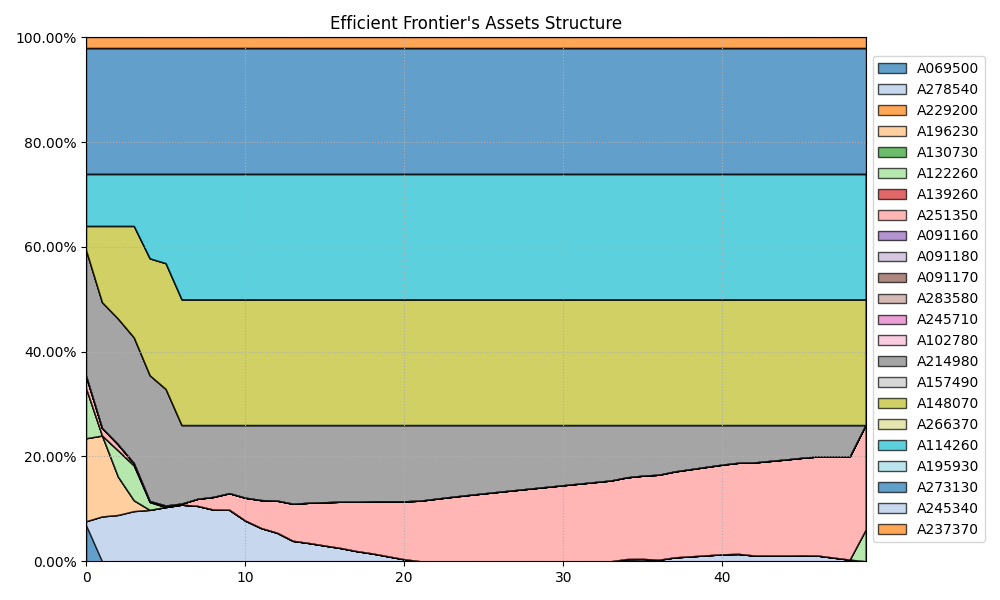 Efficient Frontier's Assets Structure
100.00%
80.00%
60.00%
40.00%
20.00%
0.00%
0
10
20
30
40
A069500
A278540
A229200
A196230
A130730
A122260
A139260
A251350
A091160
A091180
A091170
A283580
A245710
A102780
A214980
A157490
A148070
A266370
A114260
A195930
A273130
A245340
A237370